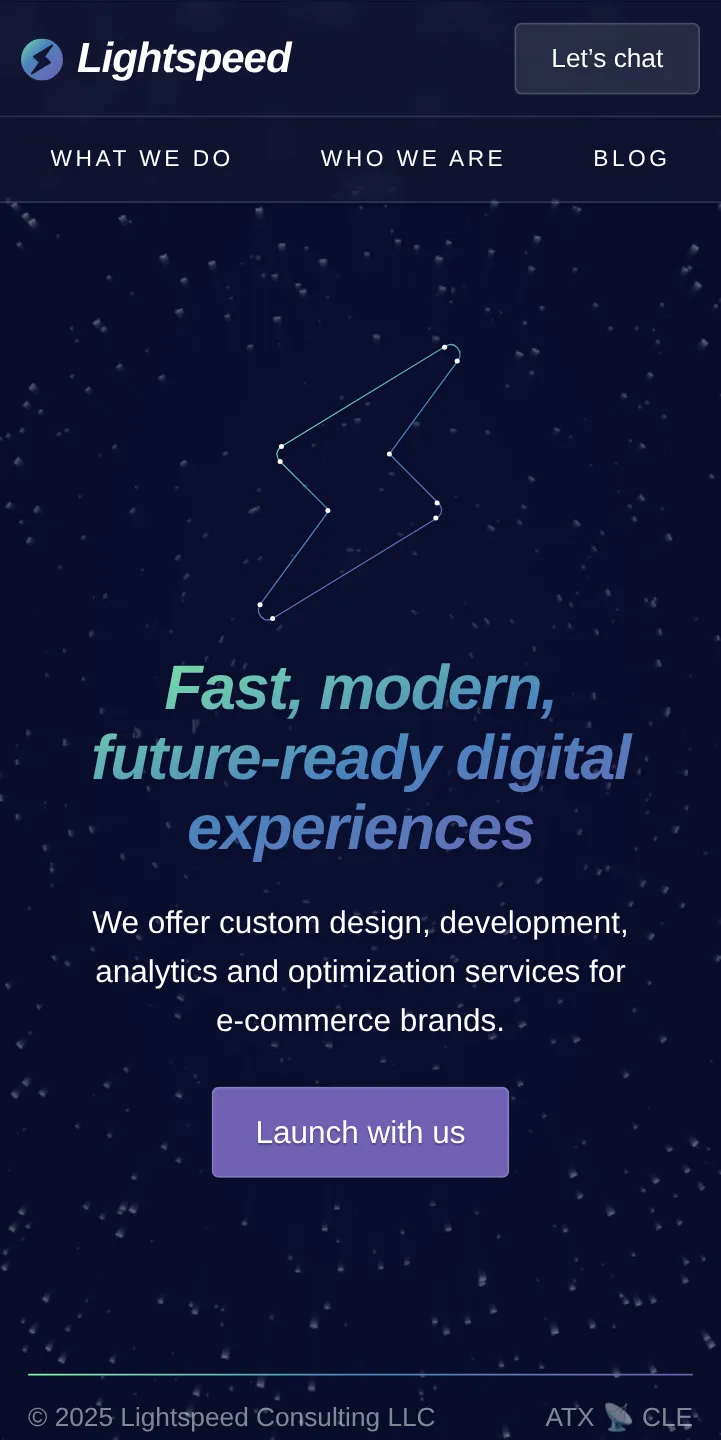 Lightspeed
Let’s chat
WHAT WE DO
WHO WE ARE
BLOG
Fast, modern,
future-ready digital
experiences
We offer custom design, development,
analytics and optimization services for
e-commerce brands.
Launch with us
© 2025 Lightspeed Consulting LLC
ATX 📡 CLE